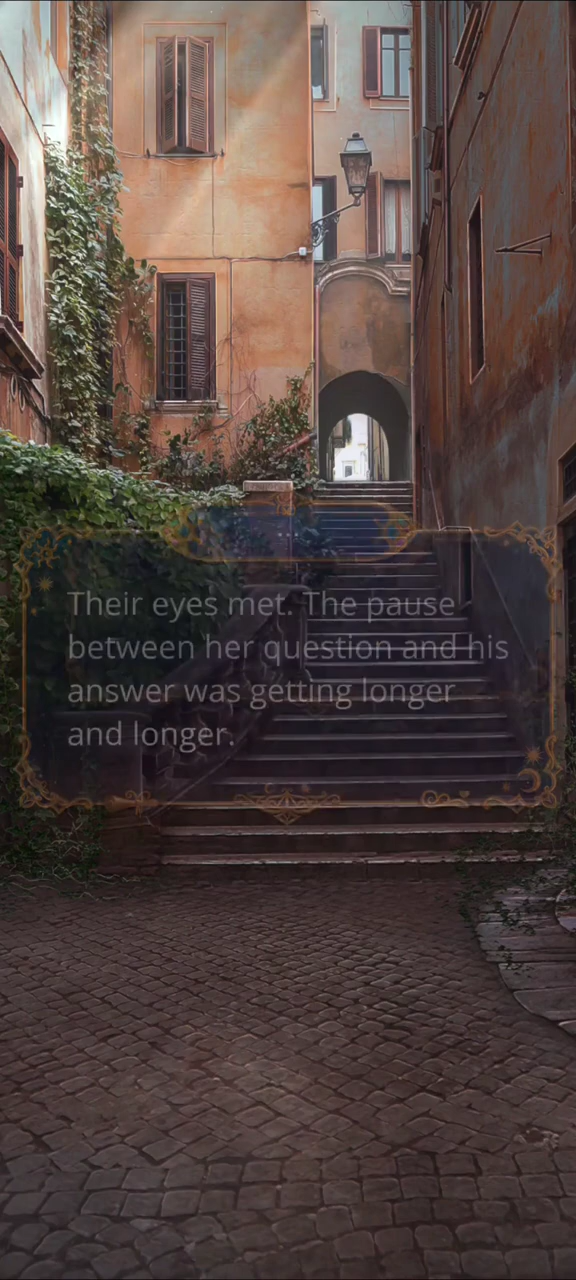 ...
Their eyes met. The pause
between her question and his
answer was getting longer
and longer.